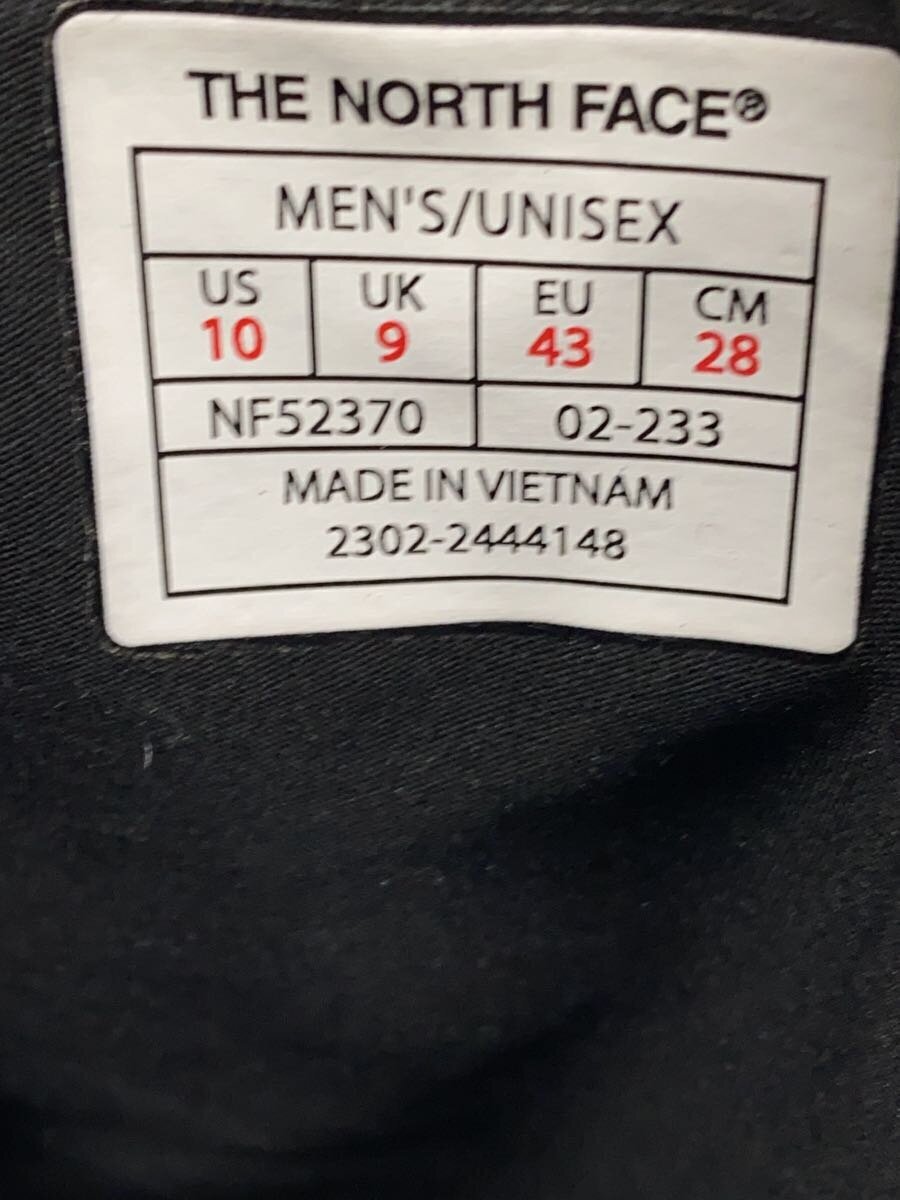 THE NORTH FACE®
MEN'S/UNISEX
US UK EU CM
10 9 43 28
NF52370 02-233
MADE IN VIETNAM
2302-2444148